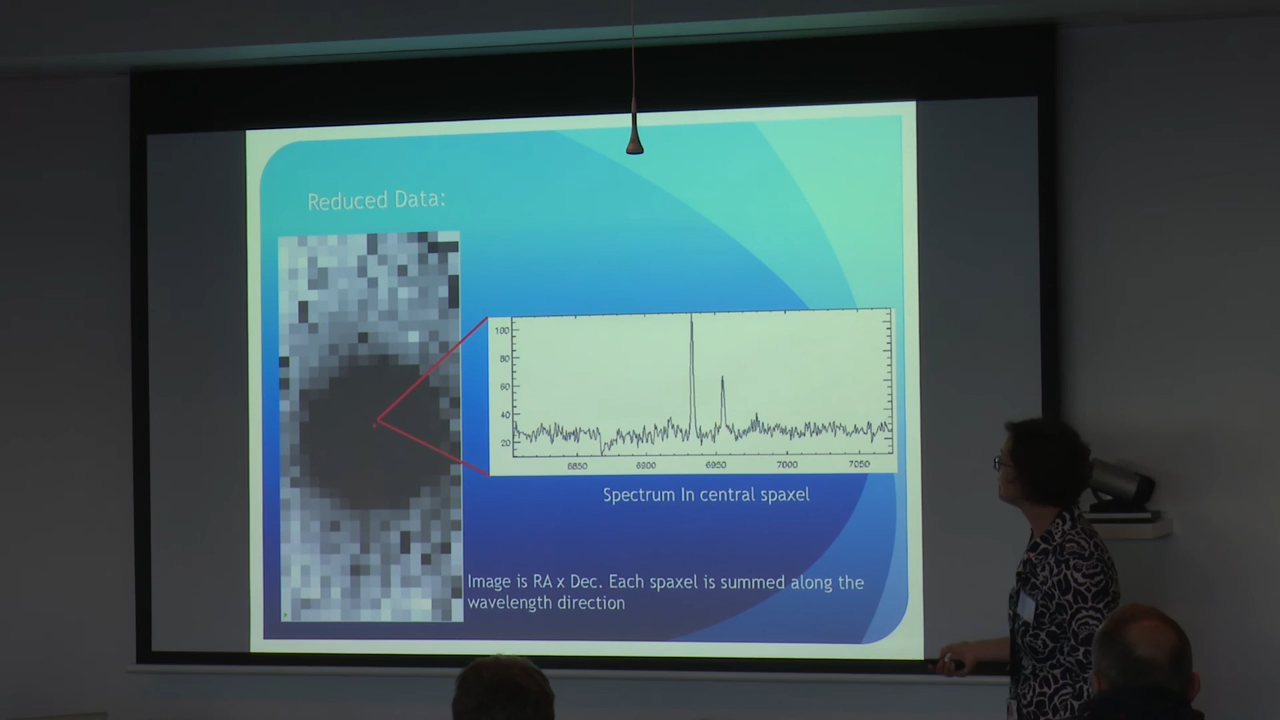 Reduced Data:
100
80
60
40
20
6850
6900
6950
7000
7050
Spectrum In central spaxel
Image is RA x Dec. Each spaxel is summed along the
wavelength direction